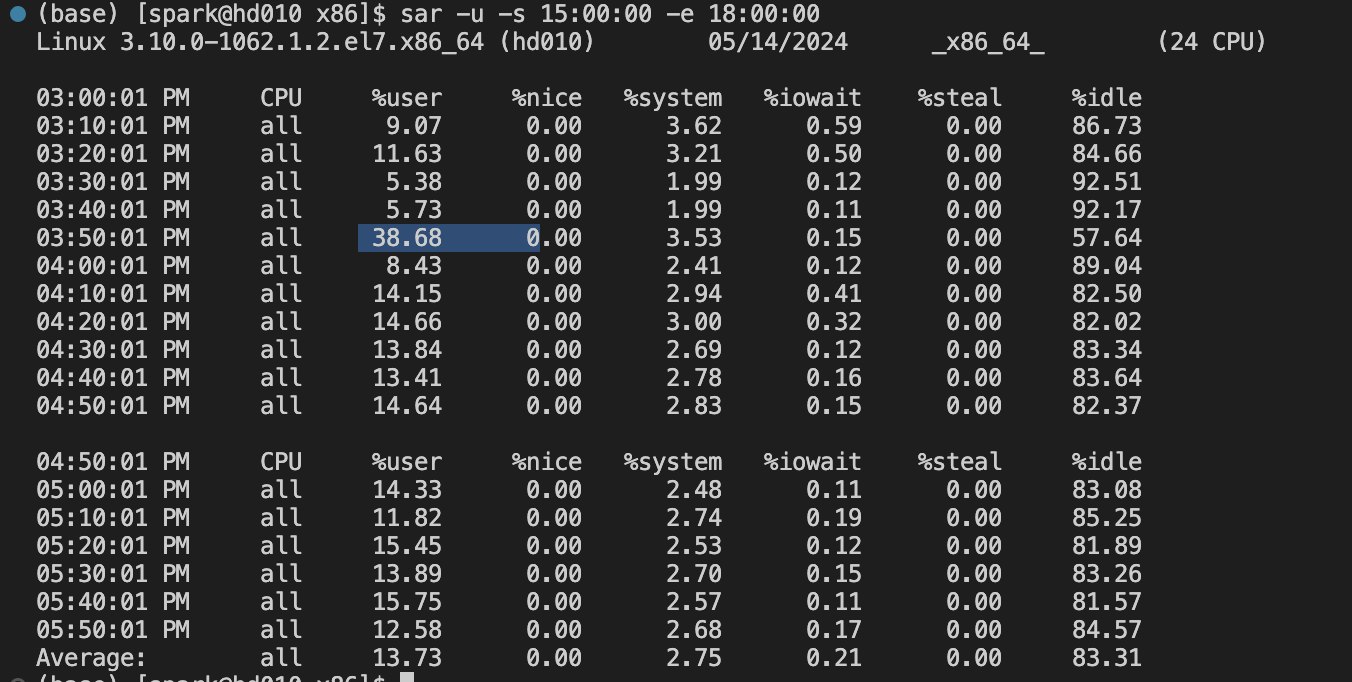 (base) [spark@hd010 x86]$ sar -u -s 15:00:00 -e 18:00:00
Linux 3.10.0-1062.1.2.el7.x86_64 (hd010) 05/14/2024 _x86_64_ (24 CPU)
03:00:01 PM CPU %user %nice %system %iowait %steal %idle
03:10:01 PM all 9.07 0.00 3.62 0.59 0.00 86.73
03:20:01 PM all 11.63 0.00 3.21 0.50 0.00 84.66
03:30:01 PM all 5.38 0.00 1.99 0.12 0.00 92.51
03:40:01 PM all 5.73 0.00 1.99 0.11 0.00 92.17
03:50:01 PM all 38.68 0.00 3.53 0.15 0.00 57.64
04:00:01 PM all 8.43 0.00 2.41 0.12 0.00 89.04
04:10:01 PM all 14.15 0.00 2.94 0.41 0.00 82.50
04:20:01 PM all 14.66 0.00 3.00 0.32 0.00 82.02
04:30:01 PM all 13.84 0.00 2.69 0.12 0.00 83.34
04:40:01 PM all 13.41 0.00 2.78 0.16 0.00 83.64
04:50:01 PM all 14.64 0.00 2.83 0.15 0.00 82.37
04:50:01 PM CPU %user %nice %system %iowait %steal %idle
05:00:01 PM all 14.33 0.00 2.48 0.11 0.00 83.08
05:10:01 PM all 11.82 0.00 2.74 0.19 0.00 85.25
05:20:01 PM all 15.45 0.00 2.53 0.12 0.00 81.89
05:30:01 PM all 13.89 0.00 2.70 0.15 0.00 83.26
05:40:01 PM all 15.75 0.00 2.57 0.11 0.00 81.57
05:50:01 PM all 12.58 0.00 2.68 0.17 0.00 84.57
Average: all 13.73 0.00 2.75 0.21 0.00 83.31
(base) [spark@hd010 x86]$